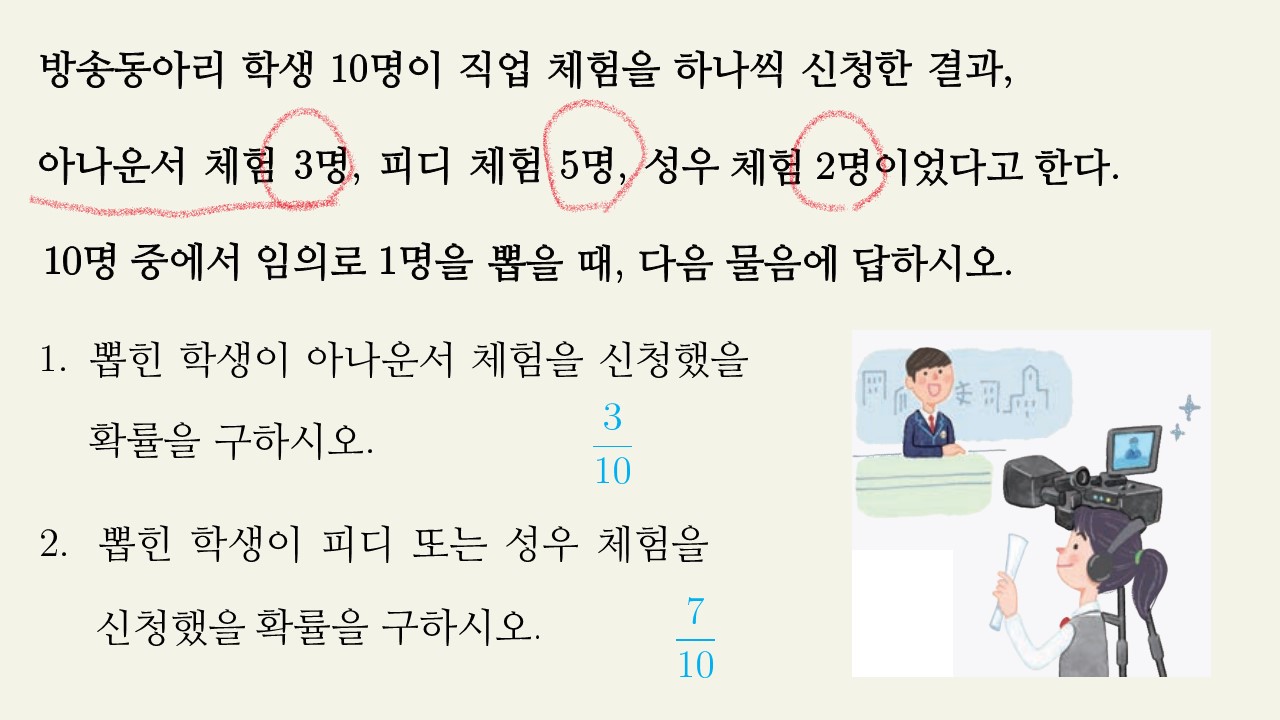 방송동아리 학생 10명이 직업 체험을 하나씩 신청한 결과,
아나운서 체험 3명, 피디 체험 5명, 성우 체험 2명이었다고 한다.
10명 중에서 임의로 1명을 뽑을 때, 다음 물음에 답하시오.
1. 뽑힌 학생이 아나운서 체험을 신청했을
확률을 구하시오.
3
10
2. 뽑힌 학생이 피디 또는 성우 체험을
신청했을 확률을 구하시오.
7
10